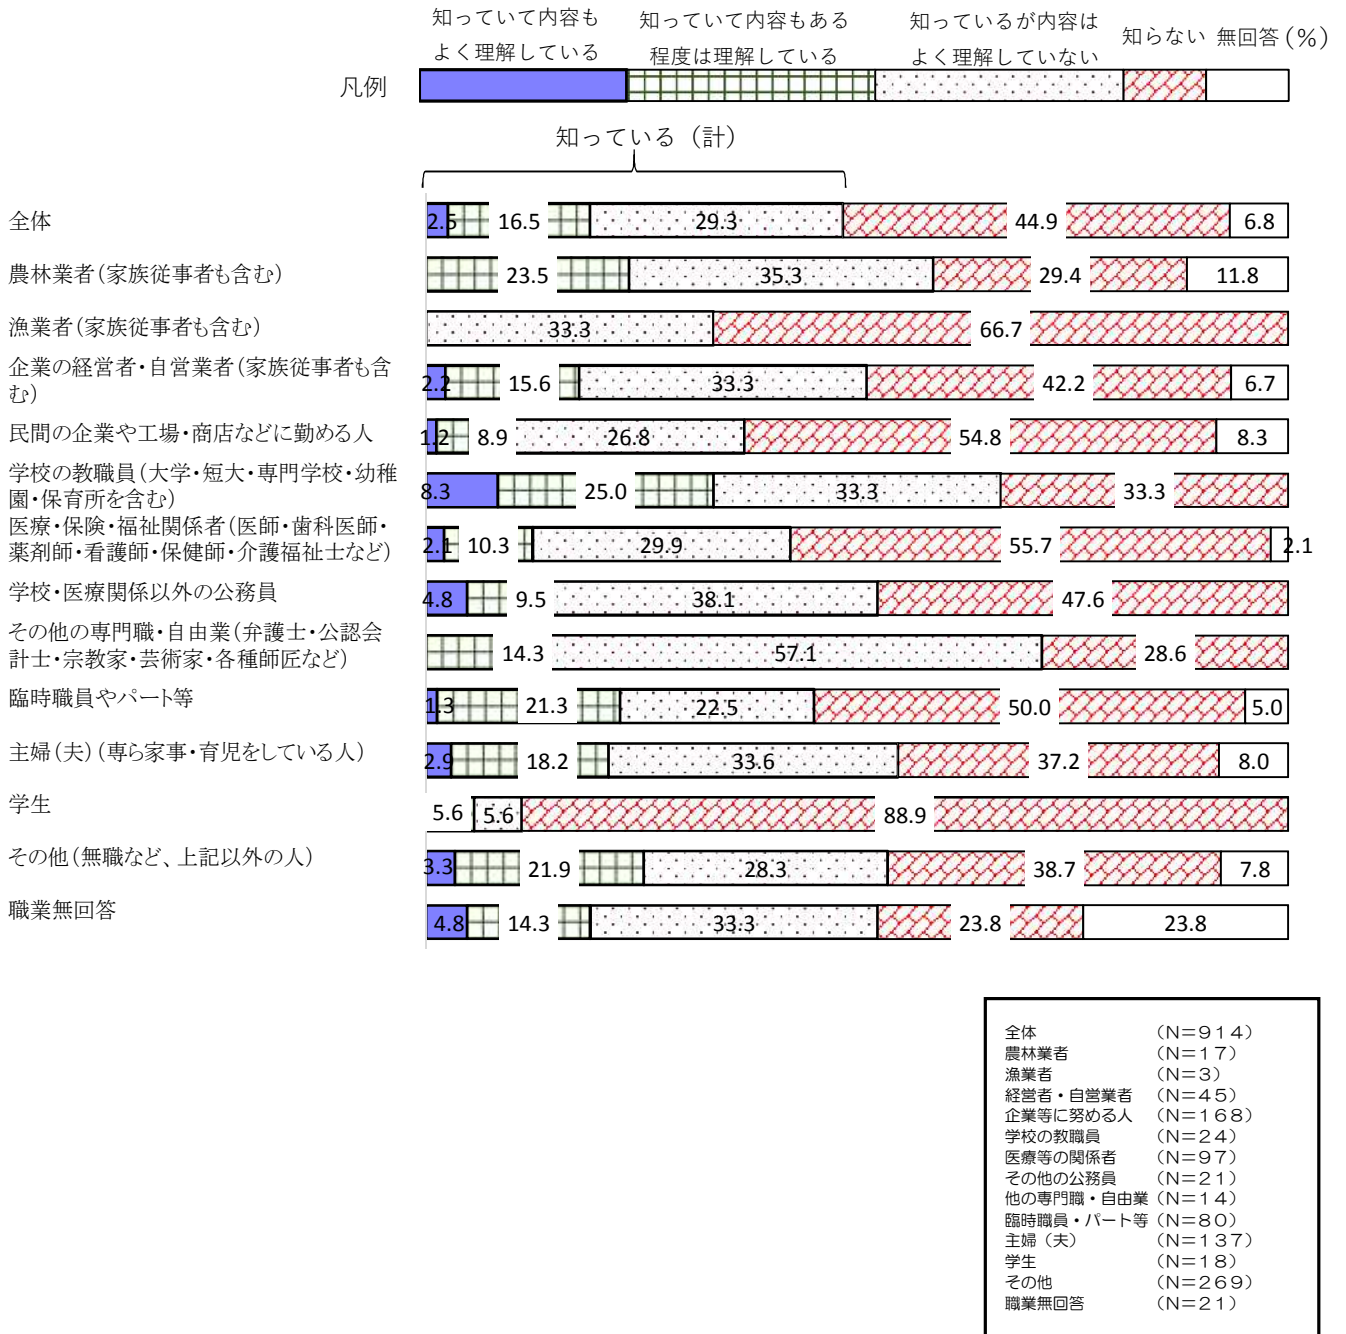 知っていて内容も 知っていて内容もある 知っているが内容は
よく理解している 程度は理解している よく理解していない 知らない 無回答(%)
凡例
知っている（計）
全体 2.5 16.5 29.3 44.9 6.8
農林業者(家族従事者も含む) 23.5 35.3 29.4 11.8
漁業者(家族従事者も含む) 33.3 66.7
企業の経営者・自営業者(家族従事者も含
む) 2.2 15.6 33.3 42.2 6.7
民間の企業や工場・商店などに勤める人 1.2 8.9 26.8 54.8 8.3
学校の教職員(大学・短大・専門学校・幼稚
園・保育所を含む) 8.3 25.0 33.3 33.3
医療・保険・福祉関係者(医師・歯科医師・
薬剤師・看護師・保健師・介護福祉士など) 2.1 10.3 29.9 55.7 2.1
学校・医療関係以外の公務員 4.8 9.5 38.1 47.6
その他の専門職・自由業(弁護士・公認会
計士・宗教家・芸術家・各種師匠など) 14.3 57.1 28.6
臨時職員やパート等 1.3 21.3 22.5 50.0 5.0
主婦(夫)(専ら家事・育児をしている人) 2.9 18.2 33.6 37.2 8.0
学生 5.6 5.6 88.9
その他(無職など、上記以外の人) 3.3 21.9 28.3 38.7 7.8
職業無回答 4.8 14.3 33.3 23.8 23.8
全体 （N＝９１４）
農林業者 （N＝１７）
漁業者 （N＝３）
経営者・自営業者 （N＝４５）
企業等に努める人 （N＝１６８）
学校の教職員 （N＝２４）
医療等の関係者 （N＝９７）
その他の公務員 （N＝２１）
他の専門職・自由業 （N＝１４）
臨時職員・パート等 （N＝８０）
主婦（夫） （N＝１３７）
学生 （N＝１８）
その他 （N＝２６９）
職業無回答 （N＝２１）